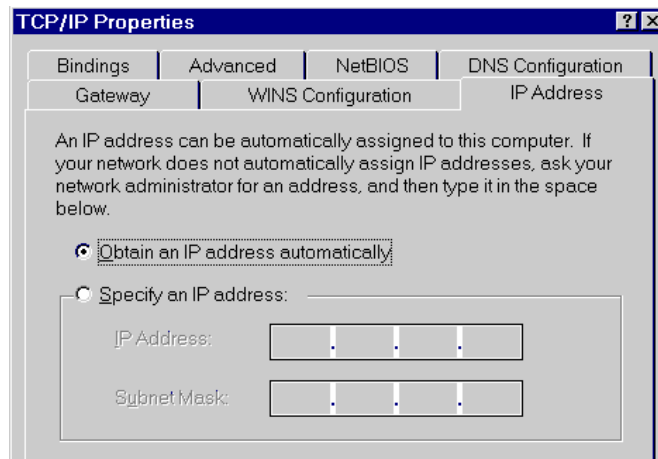 TCP/IP Properties
Bindings Advanced NetBIOS DNS Configuration
Gateway WINS Configuration IP Address
An IP address can be automatically assigned to this computer. If
your network does not automatically assign IP addresses, ask your
network administrator for an address, and then type it in the space
below.
Obtain an IP address automatically
Specify an IP address:
IP Address:
Subnet Mask: